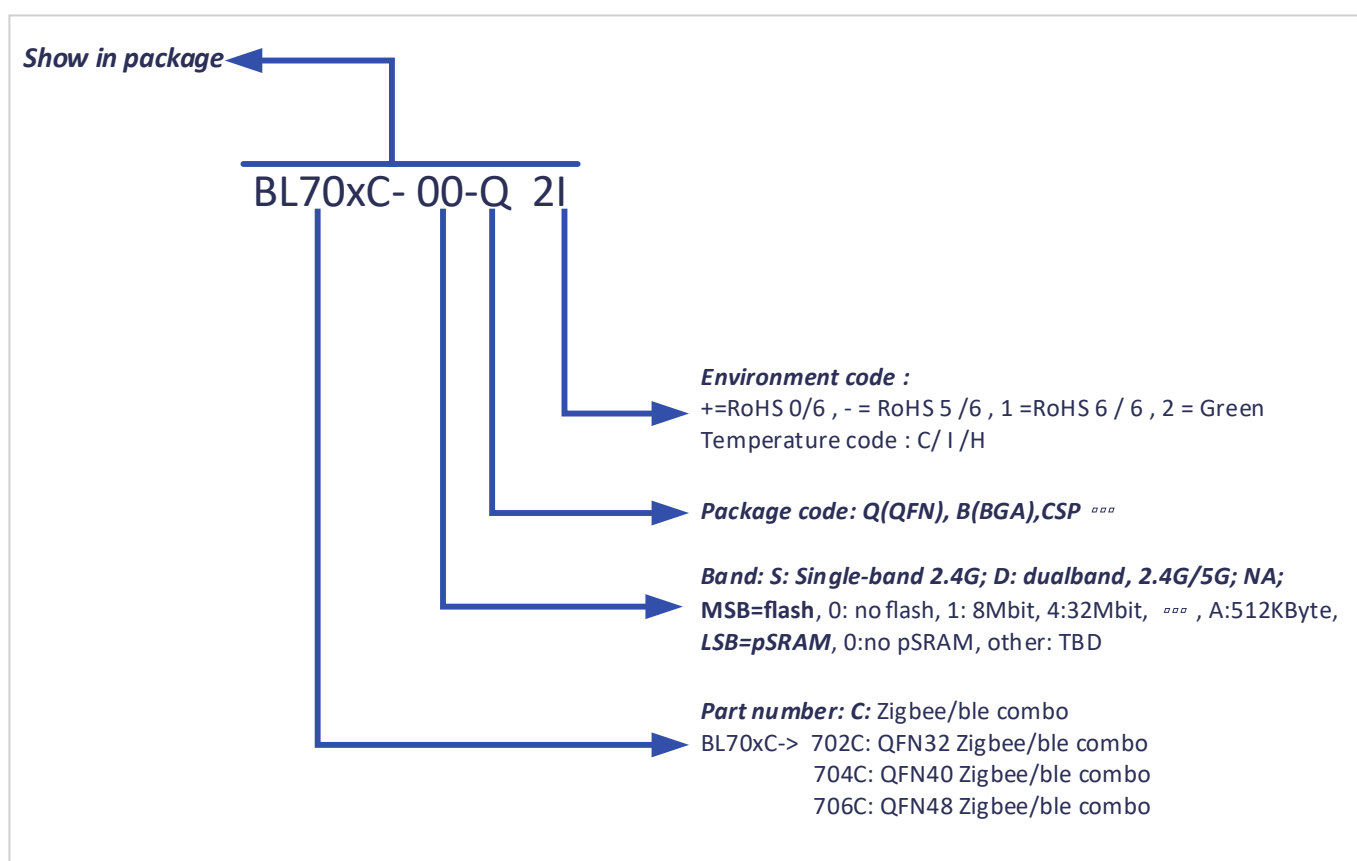 Show in package
BL70xC- 00-Q 2I
Environment code :
+=RoHS 0/6 , - = RoHS 5 /6 , 1 =RoHS 6 / 6 , 2 = Green
Temperature code : C/ I /H
Package code: Q(QFN), B(BGA),CSP
Band: S: Single-band 2.4G; D: dualband, 2.4G/5G; NA;
MSB=flash, 0: no flash, 1: 8Mbit, 4:32Mbit, , A:512KByte,
LSB=pSRAM, 0:no pSRAM, other: TBD
Part number: C: Zigbee/ble combo
BL70xC-> 702C: QFN32 Zigbee/ble combo
704C: QFN40 Zigbee/ble combo
706C: QFN48 Zigbee/ble combo